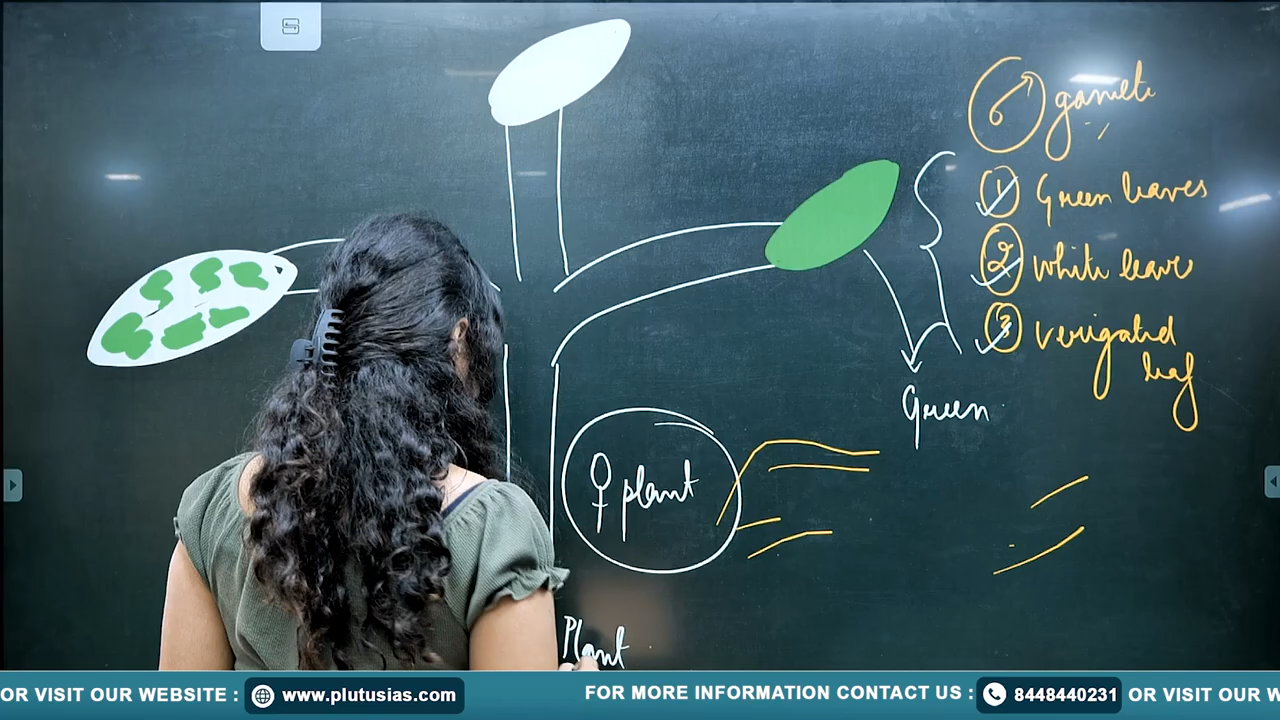 ♂ gamete
① Green leaves
② white leave
③ verigated
leaf
Green
♀ plant
Plant
OR VISIT OUR WEBSITE : www.plutusias.com
FOR MORE INFORMATION CONTACT US : 8448440231 OR VISIT OUR W